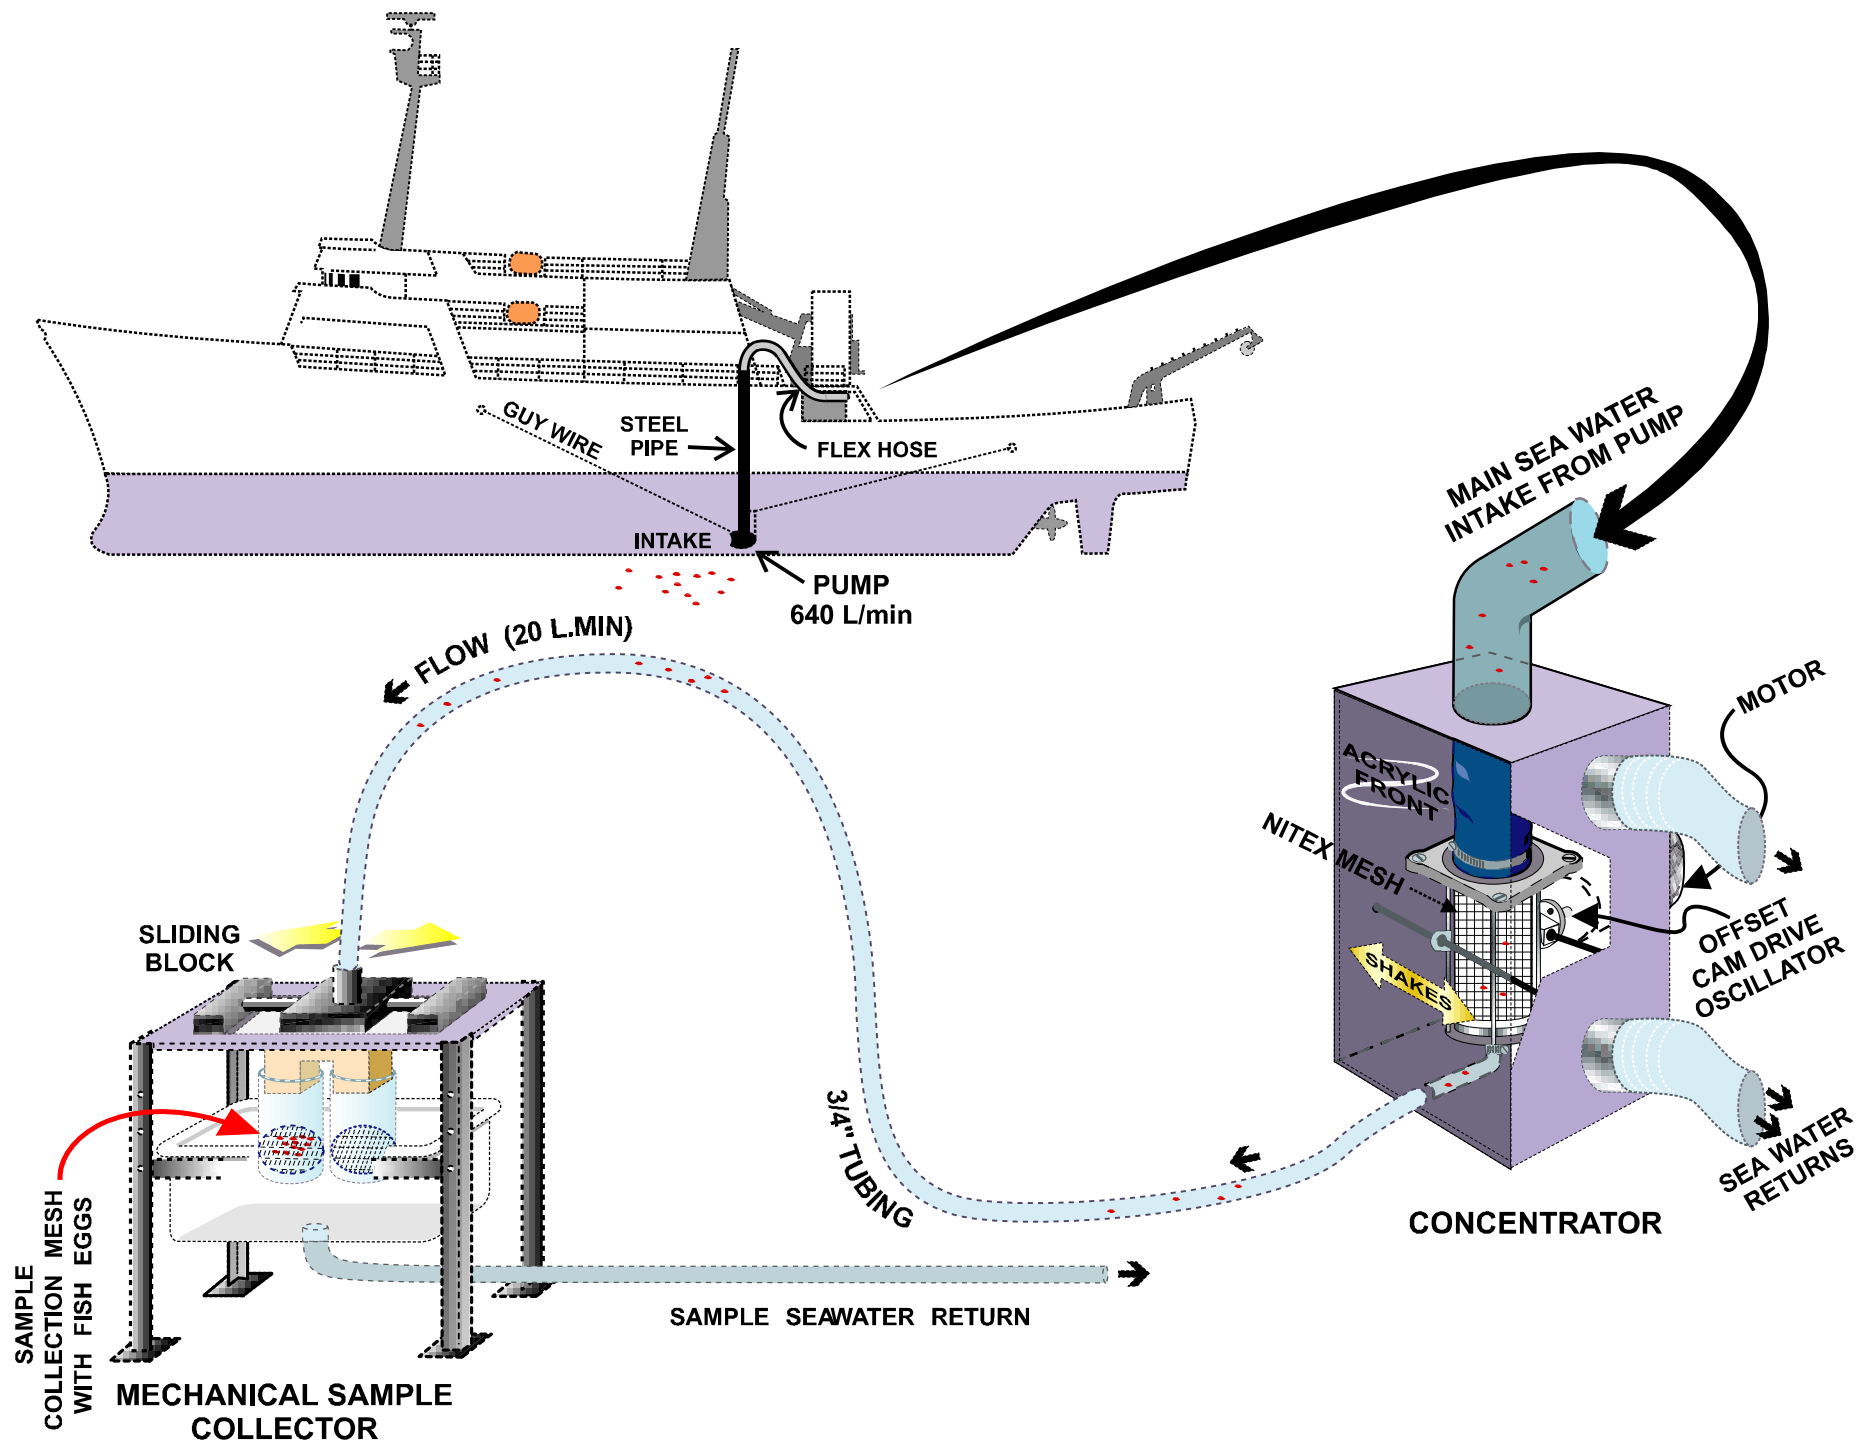 GUY WIRE
STEEL
PIPE
FLEX HOSE
INTAKE
PUMP
640 L/min
MAIN SEA WATER
INTAKE FROM PUMP
FLOW (20 L.MIN)
MOTOR
ACRYLIC
FRONT
NITEX MESH
SHAKES
OFFSET
CAM DRIVE
OSCILLATOR
SLIDING
BLOCK
3/4" TUBING
SEA WATER
RETURNS
CONCENTRATOR
SAMPLE
COLLECTION MESH
WITH FISH EGGS
SAMPLE SEAWATER RETURN
MECHANICAL SAMPLE
COLLECTOR